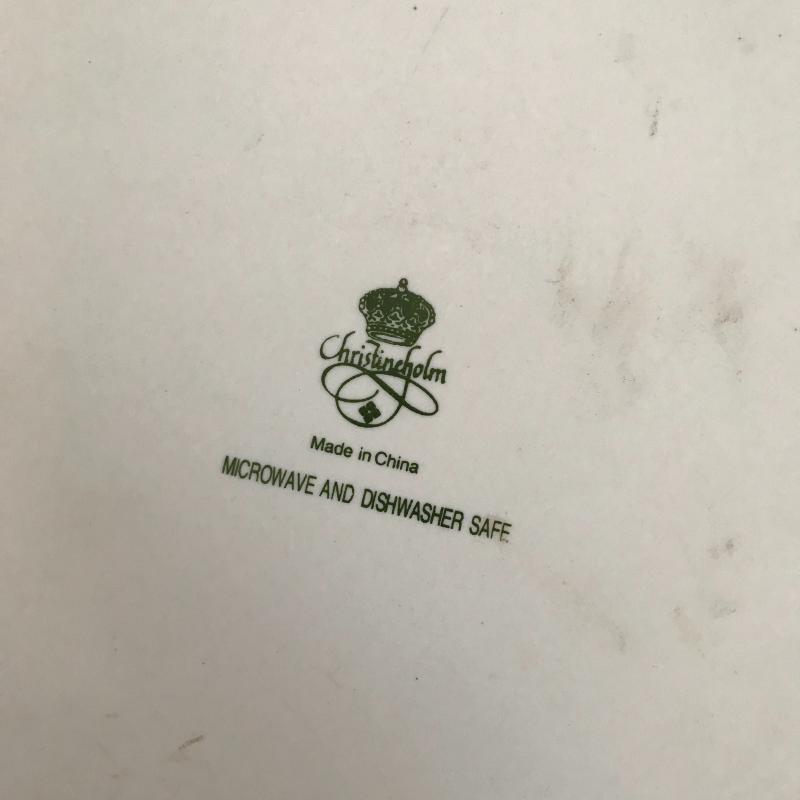 Christineholm
Made in China
MICROWAVE AND DISHWASHER SAFE